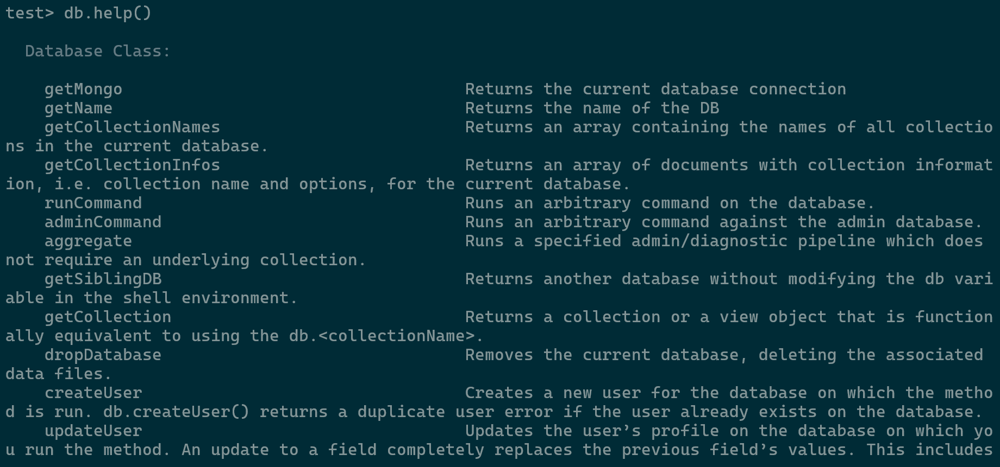 test> db.help()
Database Class:
getMongo Returns the current database connection
getName Returns the name of the DB
getCollectionNames Returns an array containing the names of all collectio
ns in the current database.
getCollectionInfos Returns an array of documents with collection informat
ion, i.e. collection name and options, for the current database.
runCommand Runs an arbitrary command on the database.
adminCommand Runs an arbitrary command against the admin database.
aggregate Runs a specified admin/diagnostic pipeline which does
not require an underlying collection.
getSiblingDB Returns another database without modifying the db vari
able in the shell environment.
getCollection Returns a collection or a view object that is function
ally equivalent to using the db.<collectionName>.
dropDatabase Removes the current database, deleting the associated
data files.
createUser Creates a new user for the database on which the metho
d is run. db.createUser() returns a duplicate user error if the user already exists on the database.
updateUser Updates the user’s profile on the database on which yo
u run the method. An update to a field completely replaces the previous field’s values. This includes